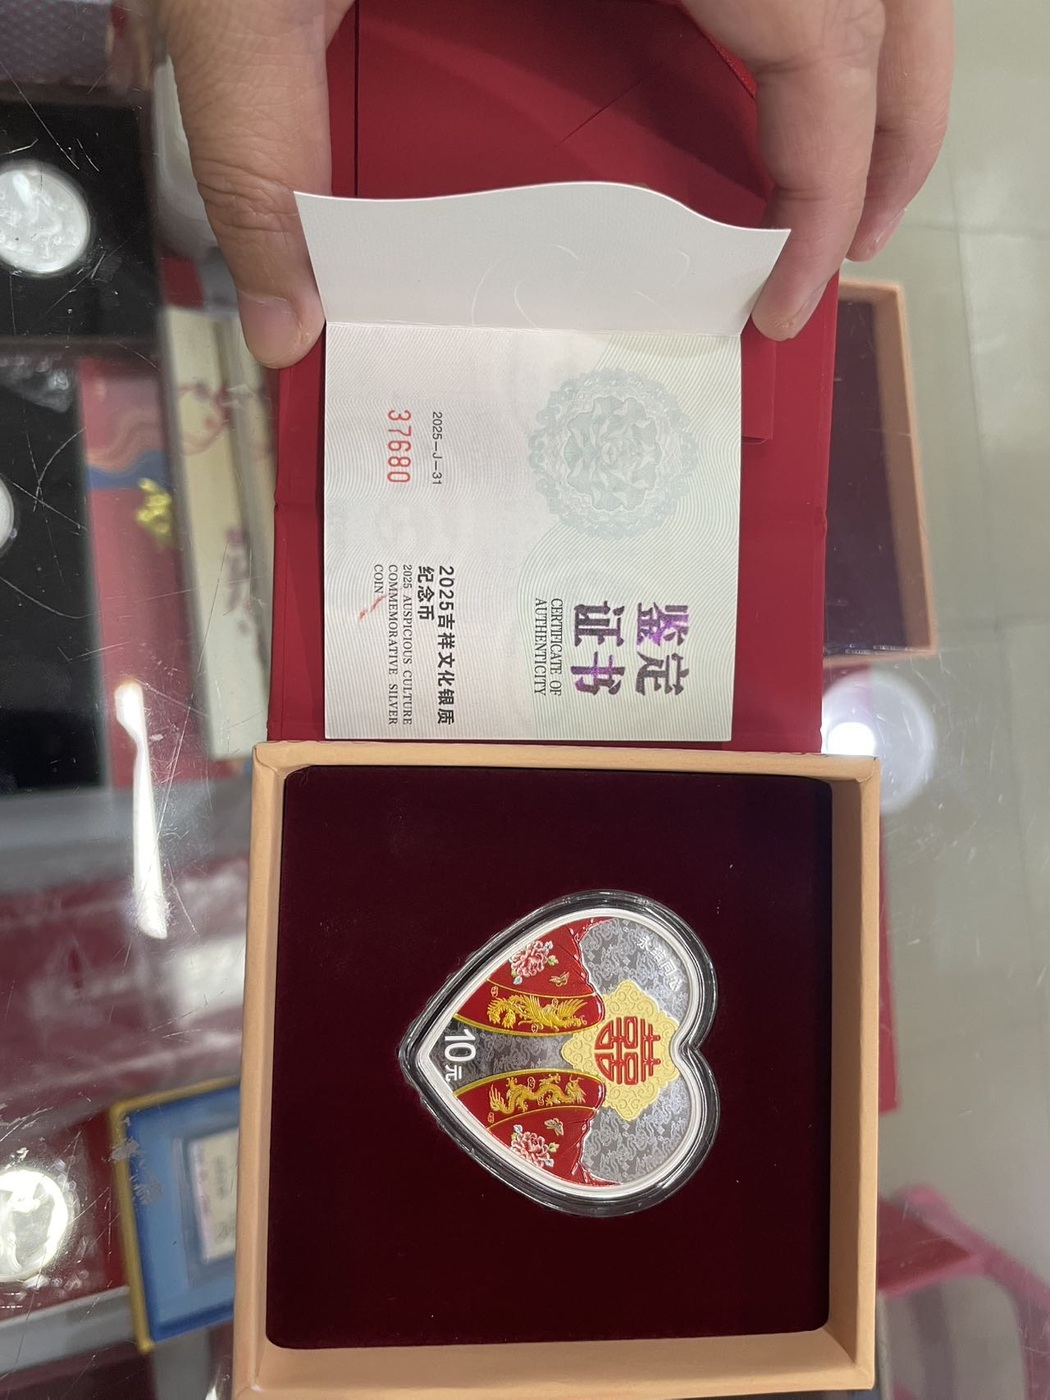 鉴定
证书
CERTIFICATE OF
AUTHENTICITY
2025吉祥文化银质
纪念币
2025 AUSPICIOUS CULTURE
COMMEMORATIVE SILVER
COIN
2025—J—31
37680
囍
10元